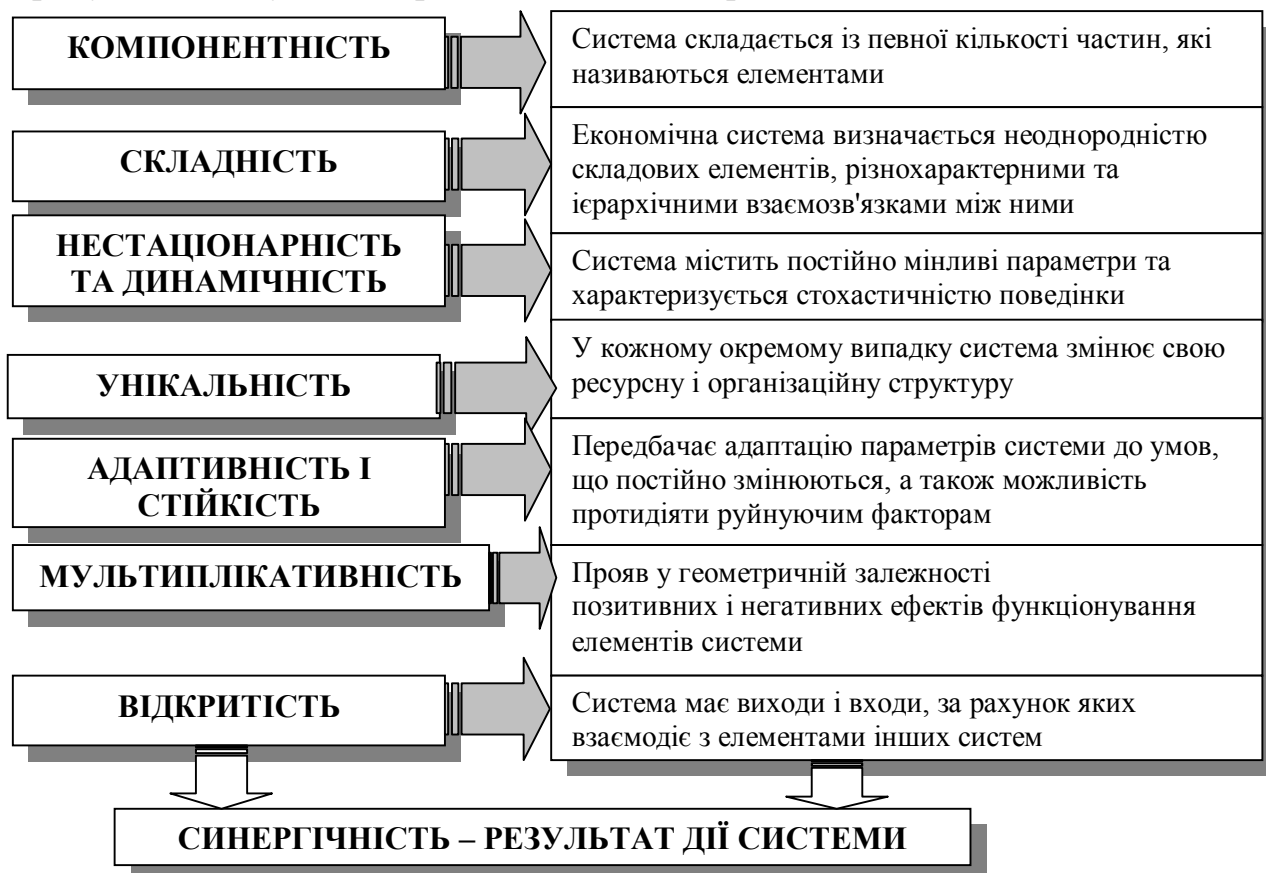 КОМПОНЕНТНІСТЬ
Система складається із певної кількості частин, які
називаються елементами
СКЛАДНІСТЬ
Економічна система визначається неоднородністю
складових елементів, різнохарактерними та
ієрархічними взаємозв'язками між ними
НЕСТАЦІОНАРНІСТЬ
ТА ДИНАМІЧНІСТЬ
Система містить постійно мінливі параметри та
характеризується стохастичністю поведінки
УНІКАЛЬНІСТЬ
У кожному окремому випадку система змінює свою
ресурсну і організаційну структуру
АДАПТИВНІСТЬ І
СТІЙКІСТЬ
Передбачає адаптацію параметрів системи до умов,
що постійно змінюються, а також можливість
протидіяти руйнуючим факторам
МУЛЬТИПЛІКАТИВНІСТЬ
Прояв у геометричній залежності
позитивних і негативних ефектів функціонування
елементів системи
ВІДКРИТІСТЬ
Система має виходи і входи, за рахунок яких
взаємодіє з елементами інших систем
СИНЕРГІЧНІСТЬ – РЕЗУЛЬТАТ ДІЇ СИСТЕМИ